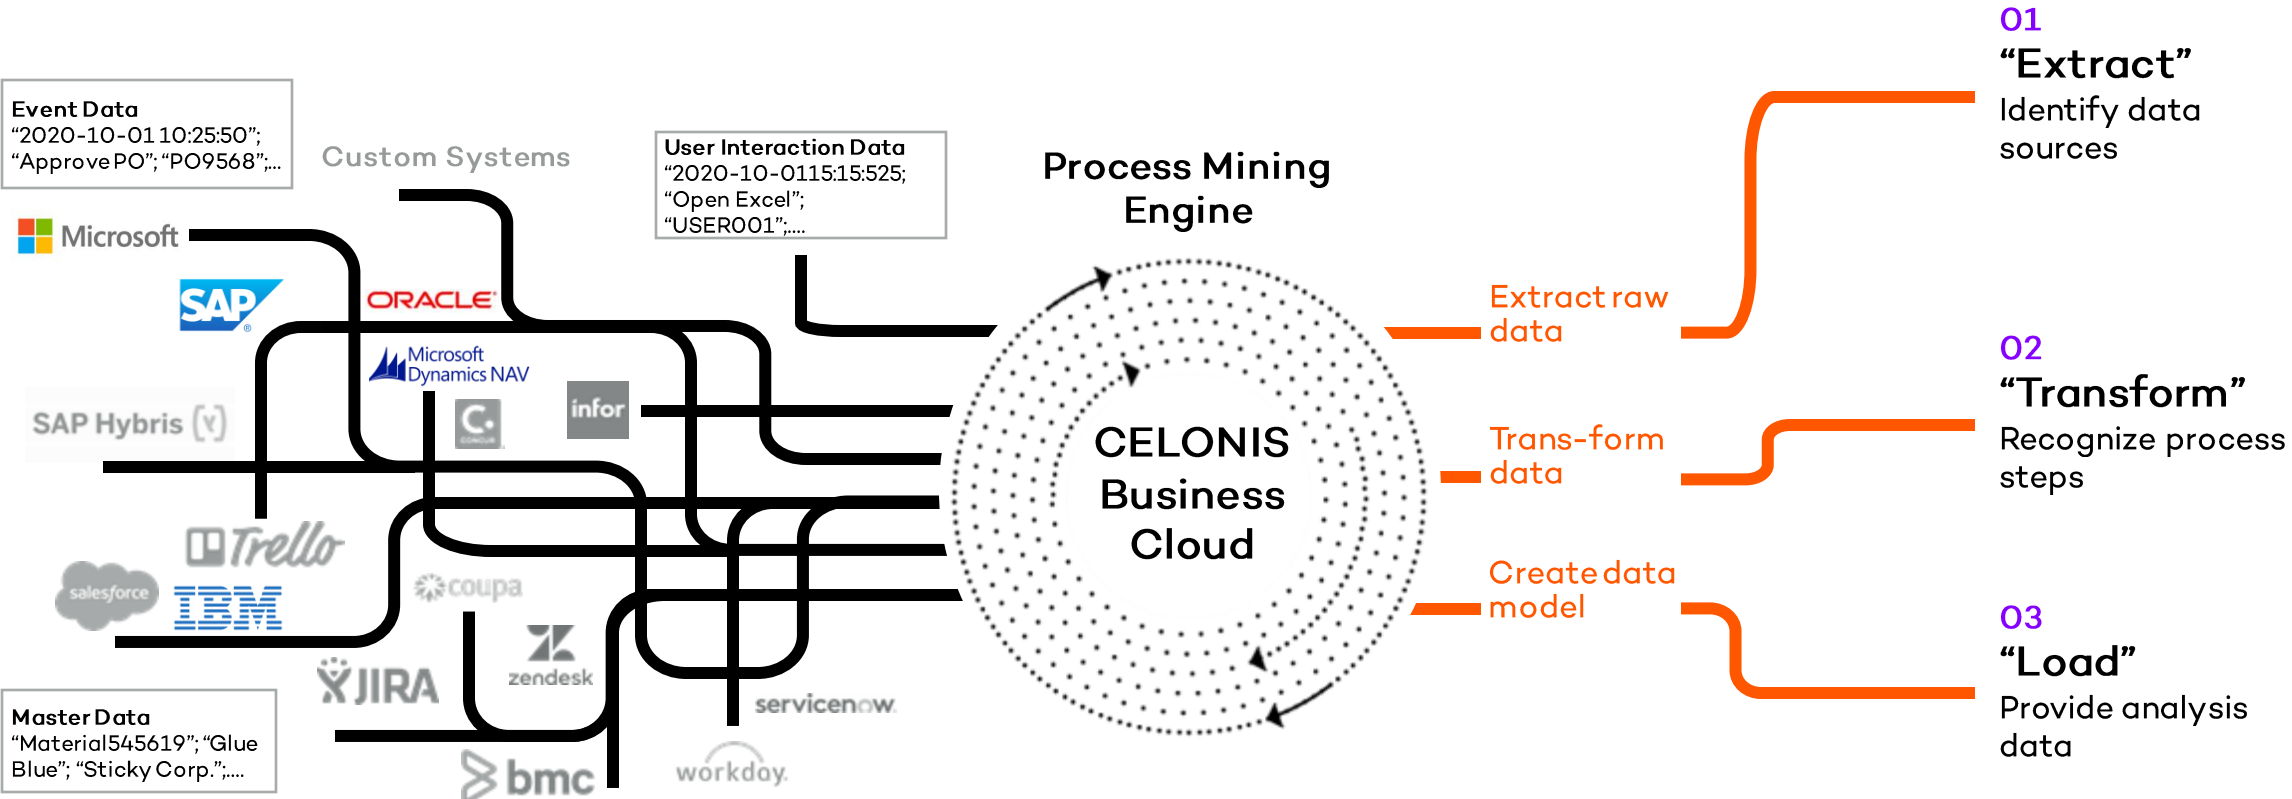 Event Data
“2020-10-01 10:25:50”;
“Approve PO”; “PO9568”;...
Custom Systems
User Interaction Data
“2020-10-0115:15:525;
“Open Excel”;
“USER001”;....
Microsoft
SAP
®
ORACLE
Microsoft
Dynamics NAV
SAP Hybris (Y)
C.
CONCUR
infor
Trello
salesforce
IBM
coupa
JIRA
zendesk
servicenow
bmc
workday.
Master Data
“Material545619”; “Glue
Blue”; “Sticky Corp.”;....
Process Mining
Engine
CELONIS
Business
Cloud
Extract raw
data
Trans-form
data
Create data
model
01
“Extract”
Identify data
sources
02
“Transform”
Recognize process
steps
03
“Load”
Provide analysis
data